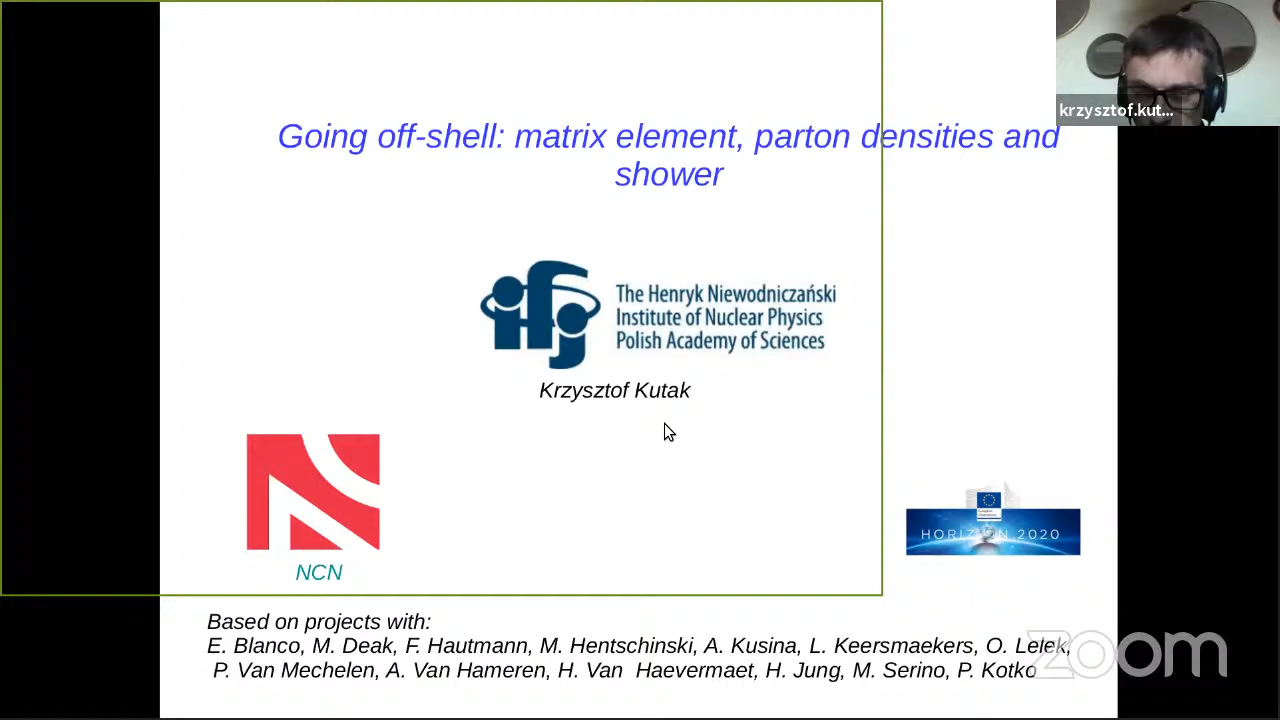 krzysztof.kut...
Going off-shell: matrix element, parton densities and
shower
ifj
The Henryk Niewodniczański
Institute of Nuclear Physics
Polish Academy of Sciences
Krzysztof Kutak
HORIZON 2020
NCN
Based on projects with:
E. Blanco, M. Deak, F. Hautmann, M. Hentschinski, A. Kusina, L. Keersmaekers, O. Lelek,
P. Van Mechelen, A. Van Hameren, H. Van Haevermaet, H. Jung, M. Serino, P. Kotko
zoom